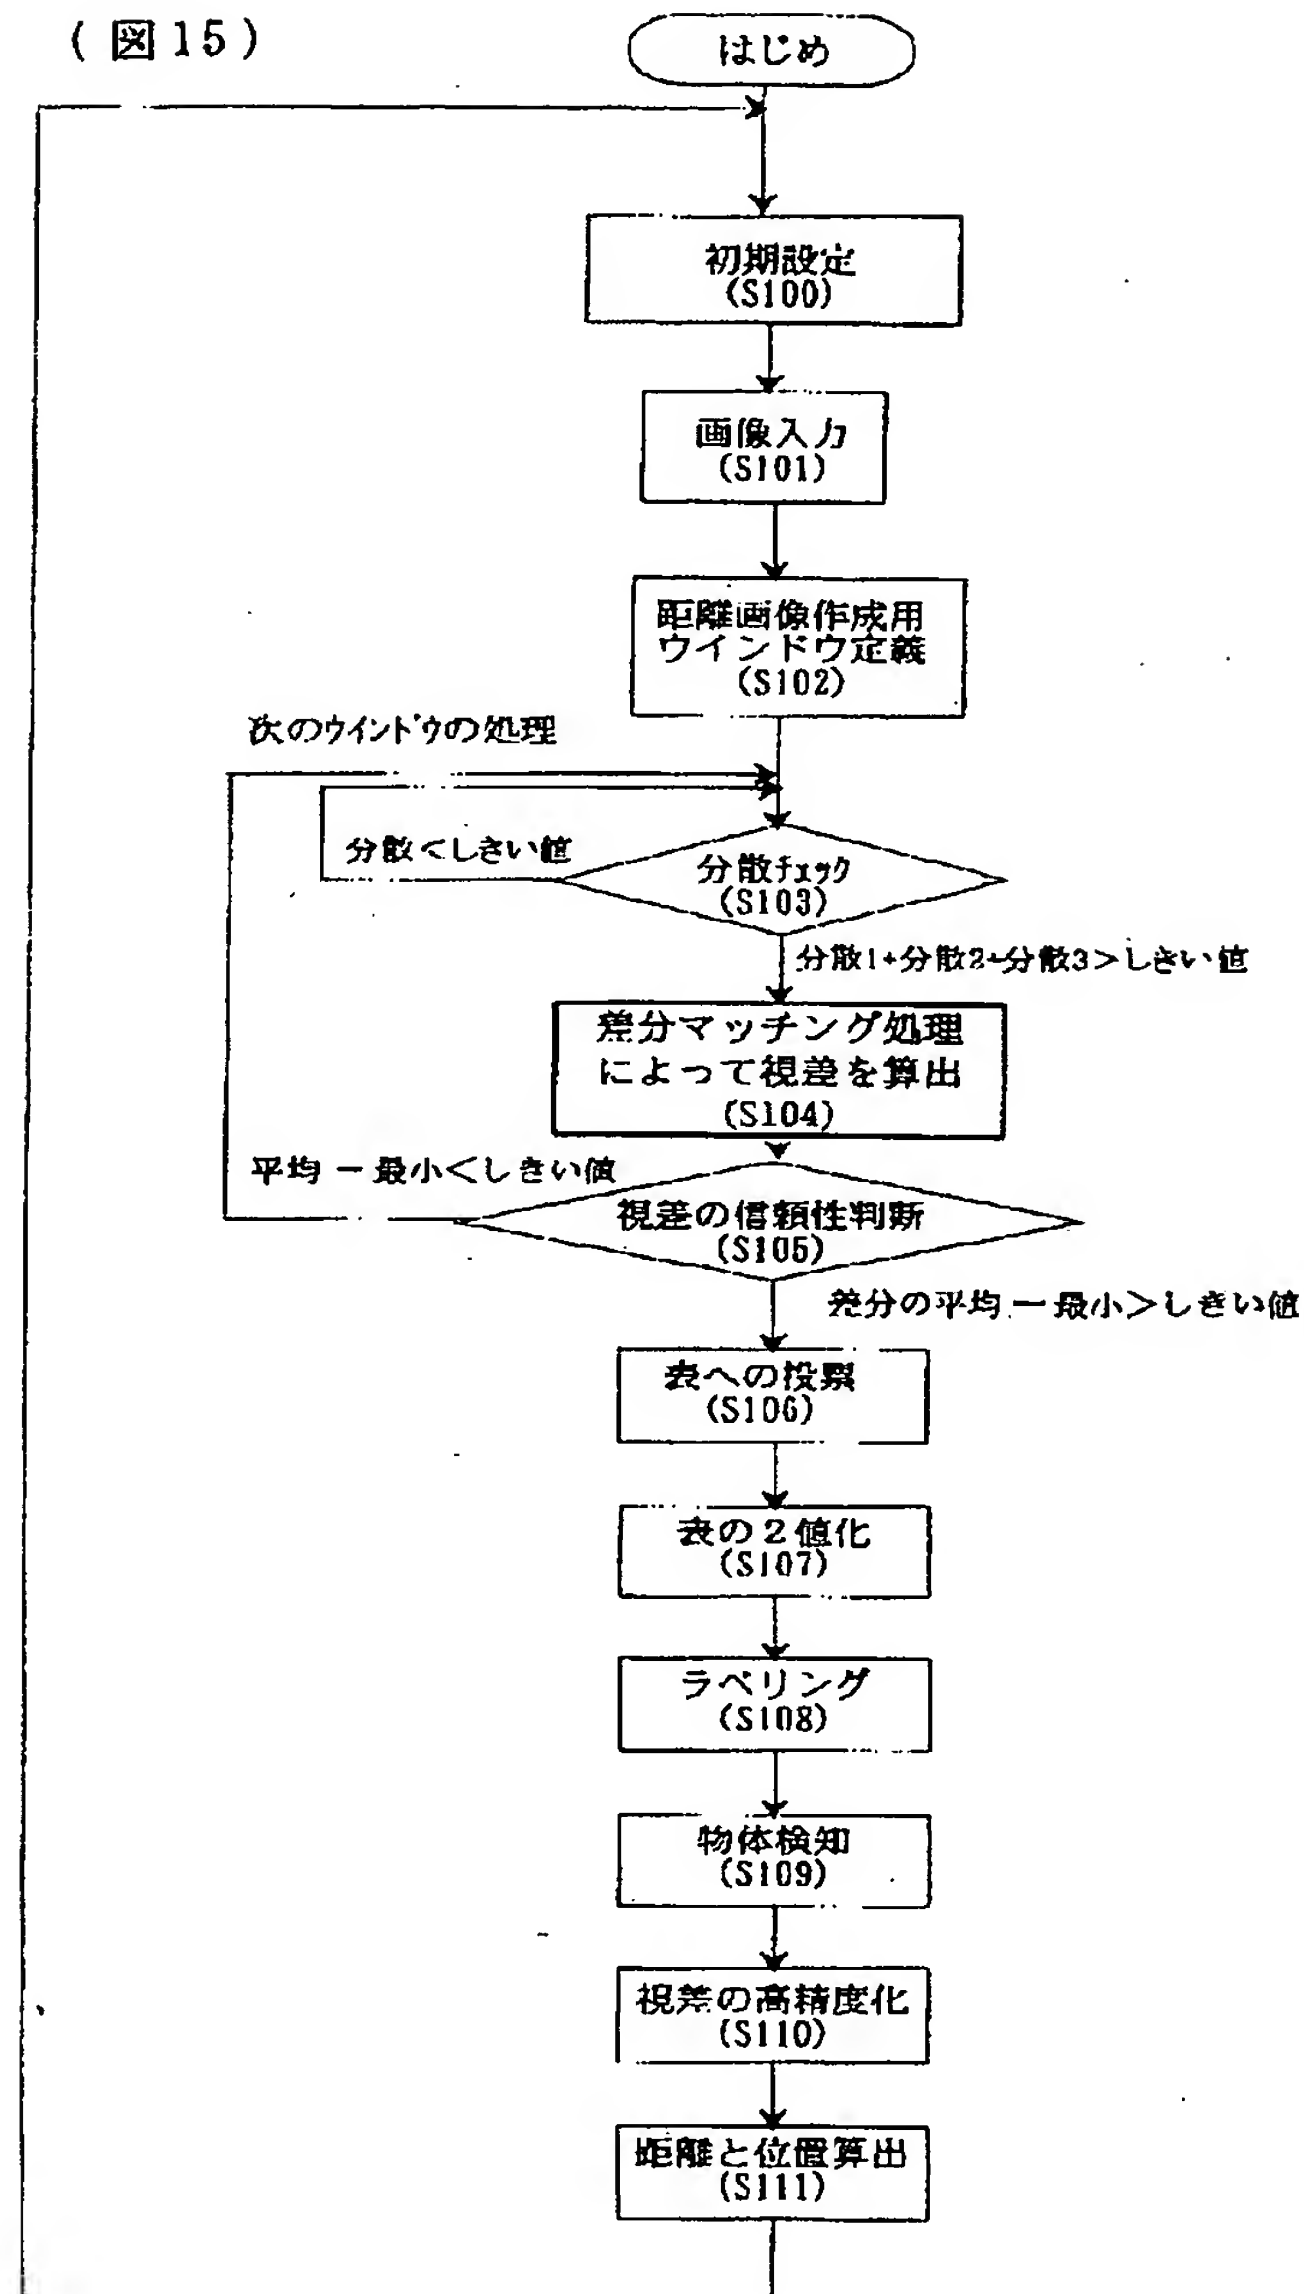 (図15)
はじめ
初期設定
(S100)
画像入力
(S101)
距離画像作成用
ウインドウ定義
(S102)
次のウインドウの処理
分散<しきい値
分散チェック
(S103)
分散1+分散2+分散3>しきい値
差分マッチング処理
によって視差を算出
(S104)
平均-最小<しきい値
視差の信頼性判断
(S105)
差分の平均-最小>しきい値
表への投票
(S106)
表の2値化
(S107)
ラベリング
(S108)
物体検知
(S109)
視差の高精度化
(S110)
距離と位置算出
(S111)